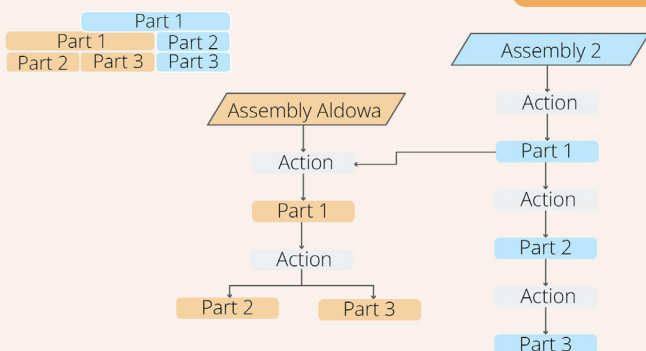 Part 1
Part 1 Part 2
Part 2 Part 3 Part 3
Assembly 2
Assembly Aldowa
Action
Action
Part 1
Part 1
Action
Action
Part 2
Action
Part 2 Part 3
Part 3